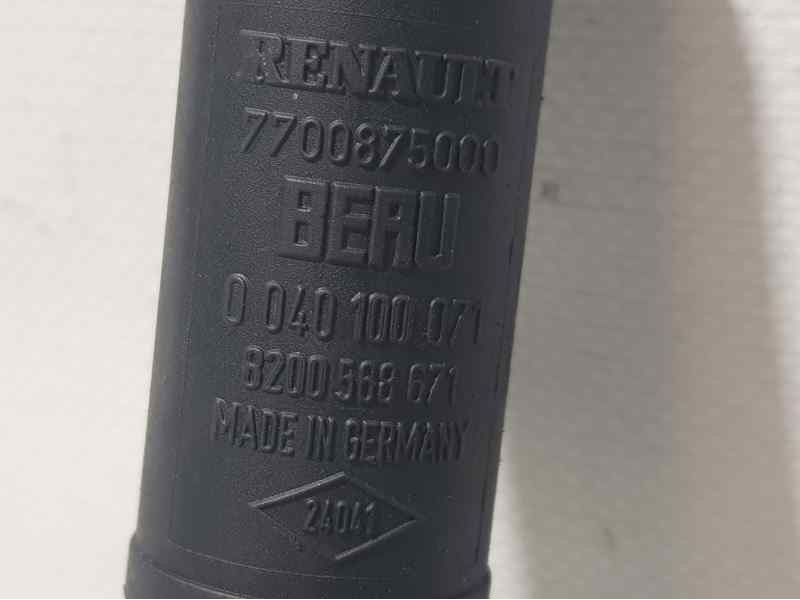 RENAULT
7700875000
BERU
0 040 100 071
8200 568 671
MADE IN GERMANY
24041